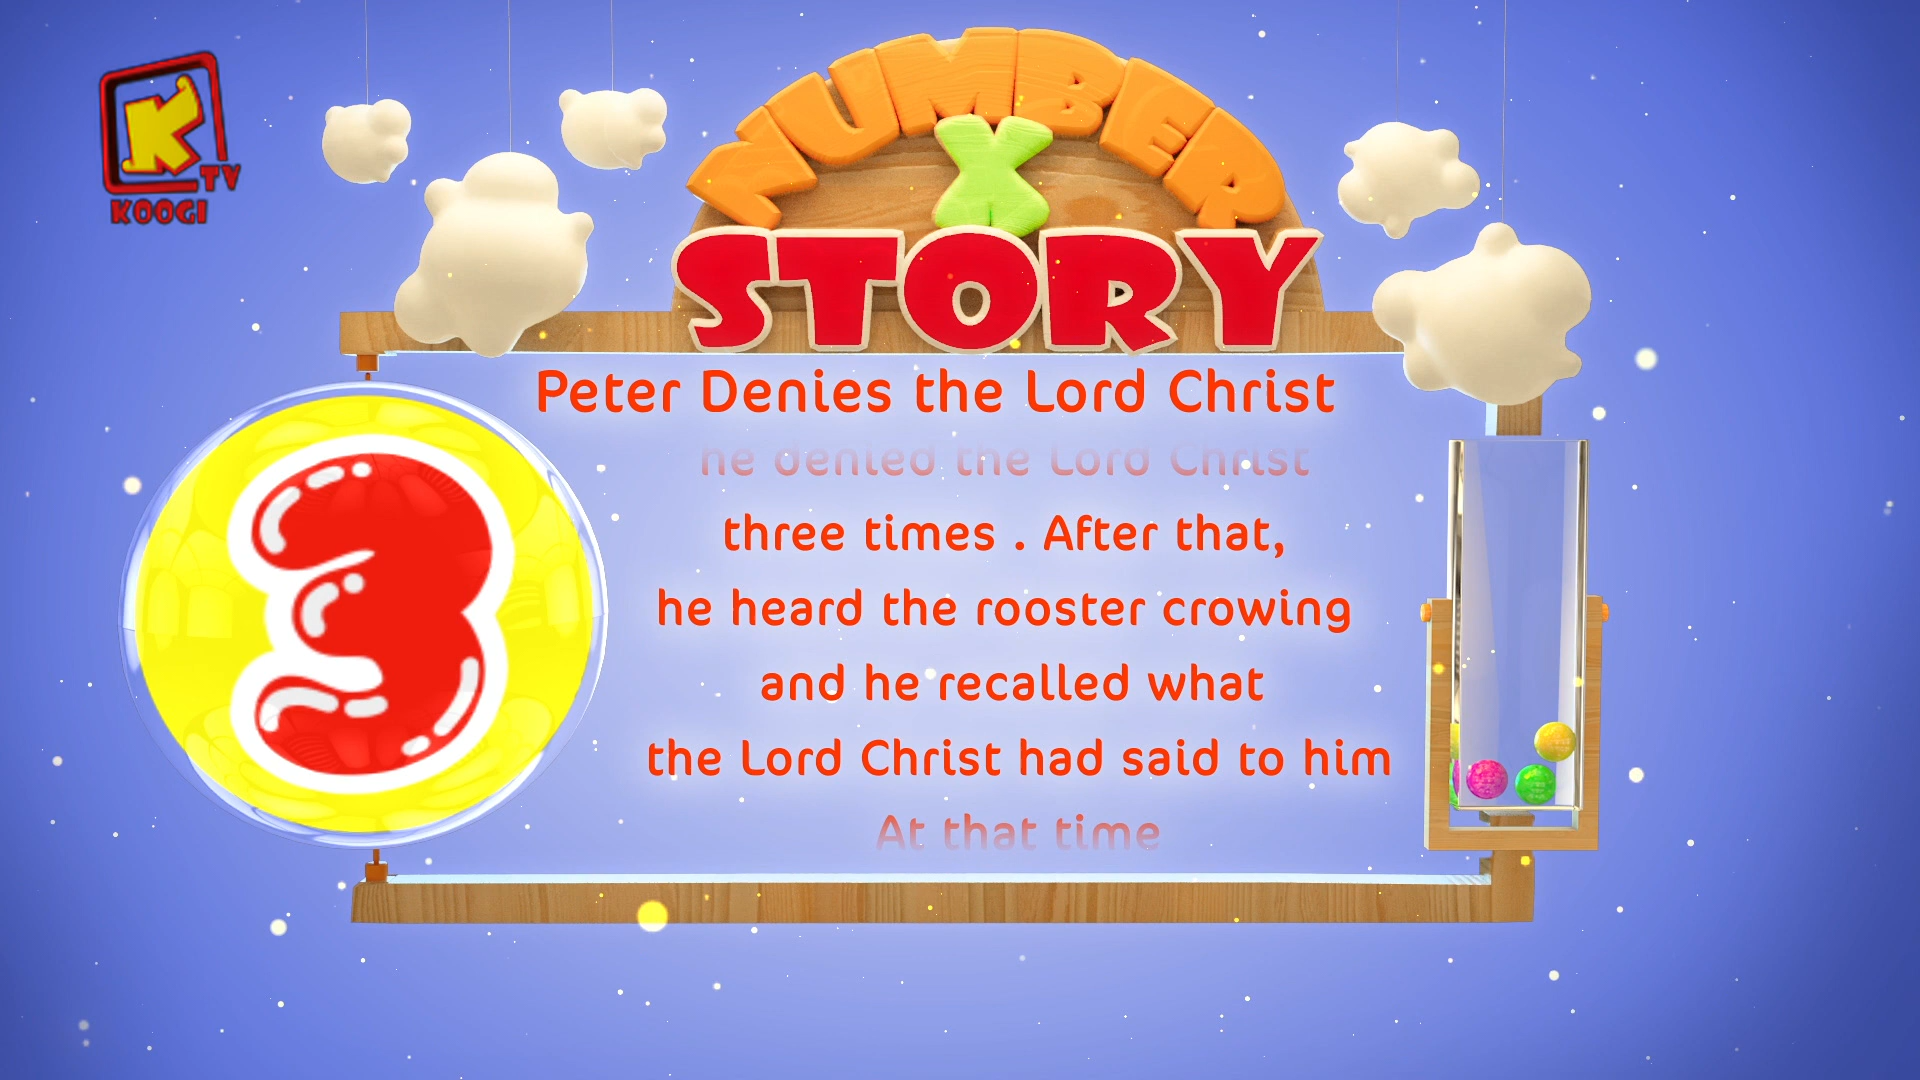 K
TV
KOOGI
NUMBER
X
STORY
Peter Denies the Lord Christ
he denied the Lord Christ
three times . After that,
he heard the rooster crowing
and he recalled what
the Lord Christ had said to him
At that time
3